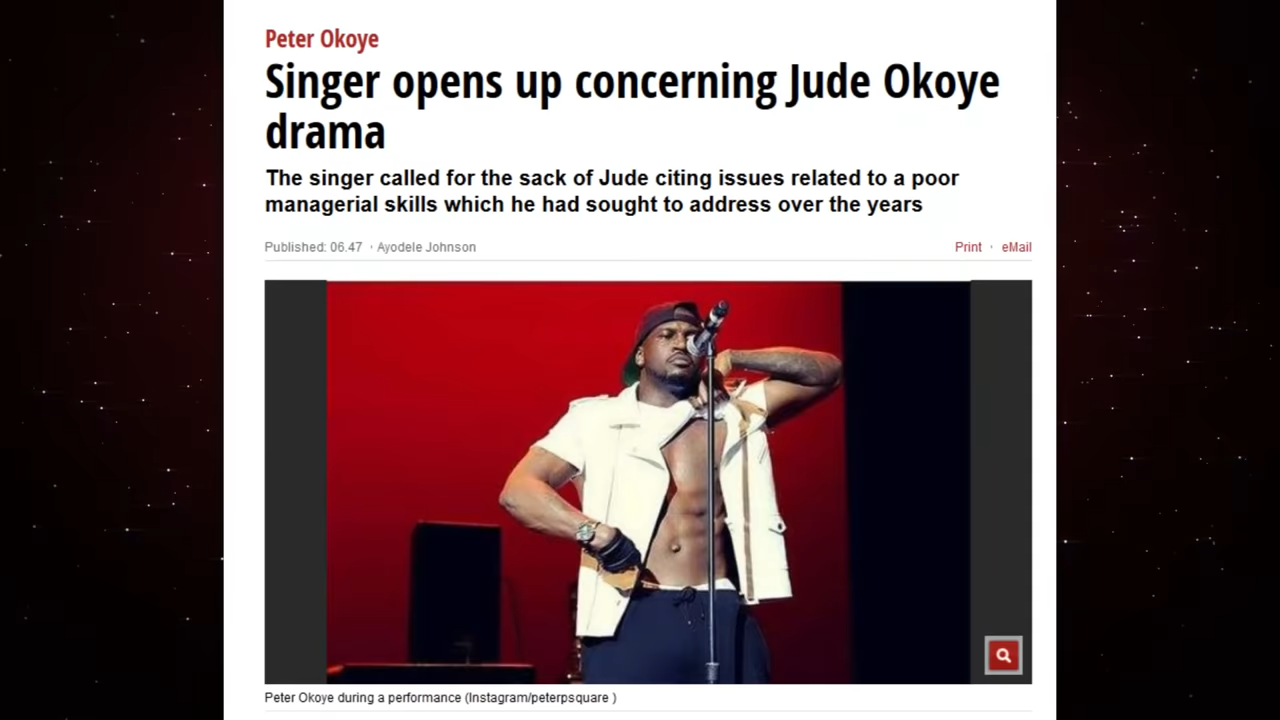 Peter Okoye
Singer opens up concerning Jude Okoye
drama
The singer called for the sack of Jude citing issues related to a poor
managerial skills which he had sought to address over the years
Published: 06.47 · Ayodele Johnson
Print · eMail
Peter Okoye during a performance (Instagram/peterpsquare )